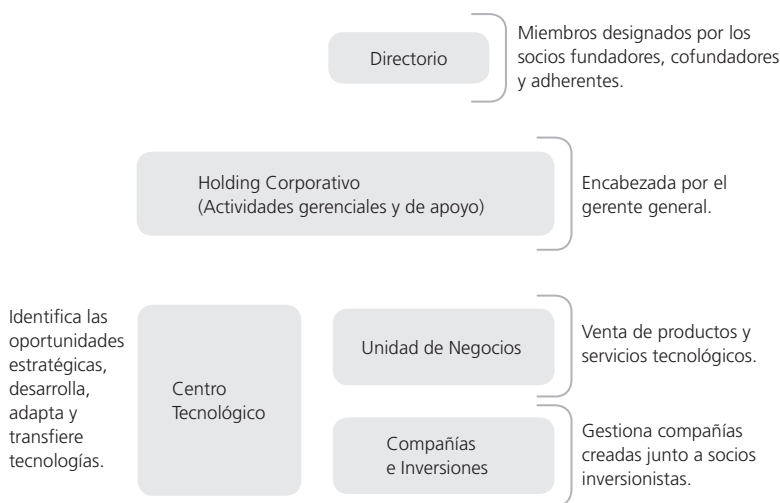 Directorio
Miembros designados por los
socios fundadores, cofundadores
y adherentes.
Holding Corporativo
(Actividades gerenciales y de apoyo)
Encabezada por el
gerente general.
Identifica las
oportunidades
estratégicas,
desarrolla,
adapta y
transfiere
tecnologías.
Centro
Tecnológico
Unidad de Negocios
Venta de productos y
servicios tecnológicos.
Compañías
e Inversiones
Gestiona compañías
creadas junto a socios
inversionistas.